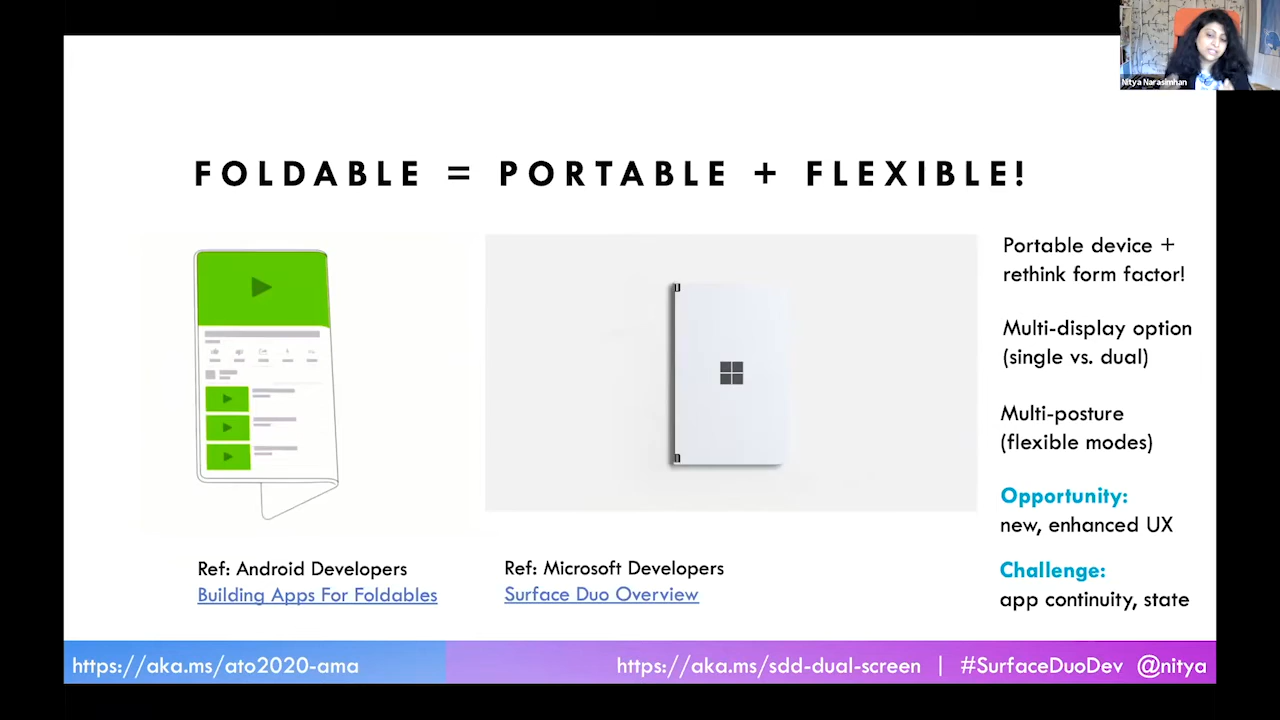 Nitya Narasimhan
FOLDABLE = PORTABLE + FLEXIBLE!
Portable device +
rethink form factor!
Multi-display option
(single vs. dual)
Multi-posture
(flexible modes)
Opportunity:
new, enhanced UX
Challenge:
app continuity, state
Ref: Android Developers
Building Apps For Foldables
Ref: Microsoft Developers
Surface Duo Overview
https://aka.ms/ato2020-ama
https://aka.ms/sdd-dual-screen | #SurfaceDuoDev @nitya